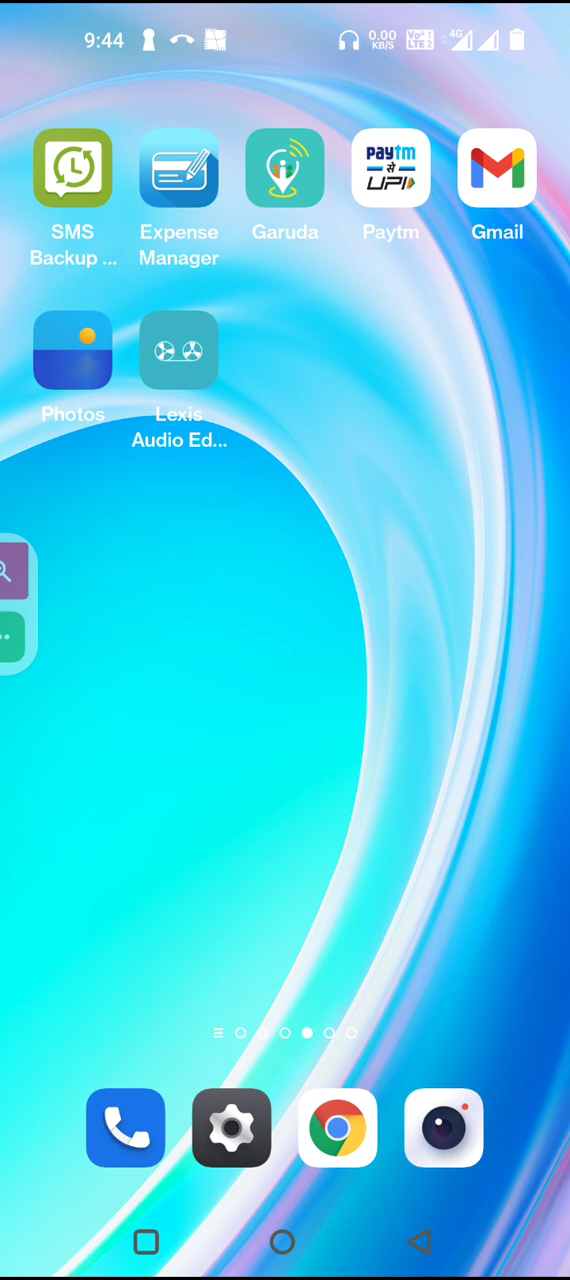 9:44
0.00
KB/S
Vo)) 1
LTE 2
4G
SMS
Backup ...
Expense
Manager
Garuda
paytm
से
UPI
Paytm
Gmail
Photos
Lexis
Audio Ed...